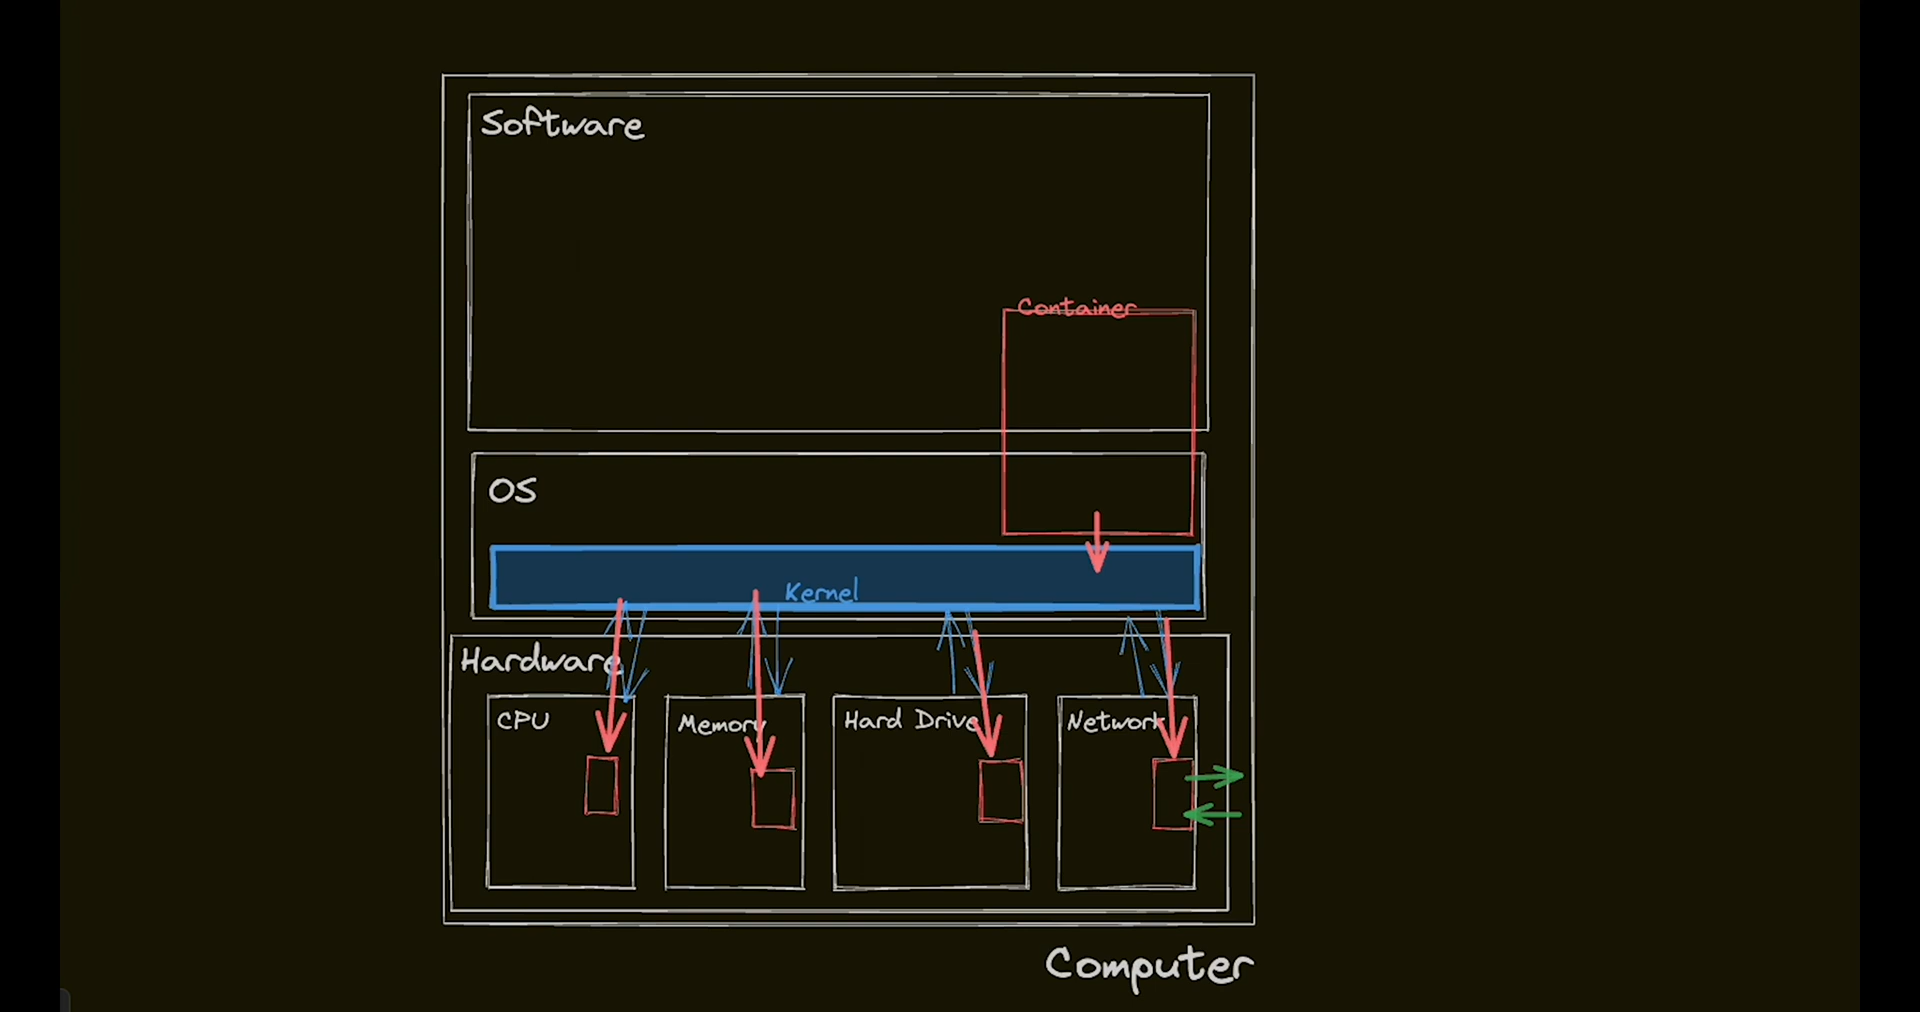 Software
Container
OS
Kernel
Hardware
CPU
Memory
Hard Drive
Network
Computer